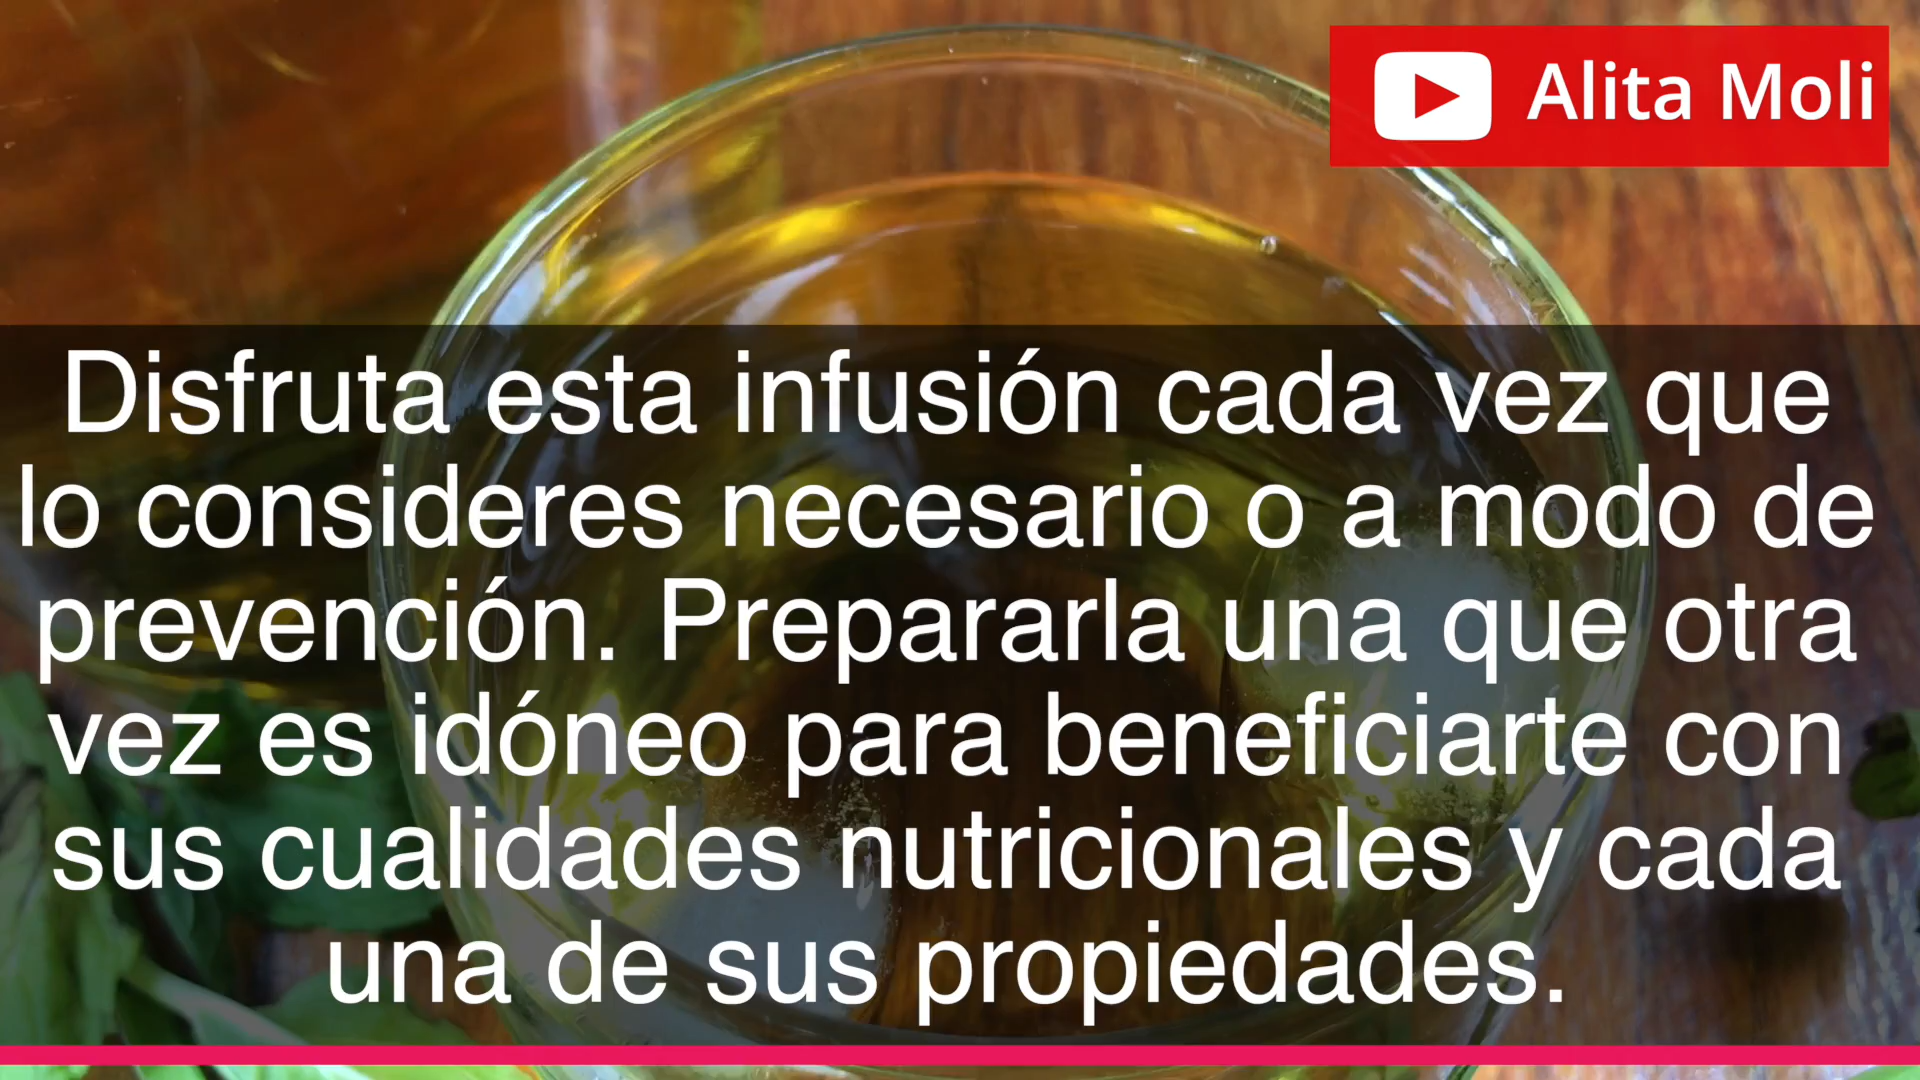 Alita Moli
Disfruta esta infusión cada vez que
lo consideres necesario o a modo de
prevención. Prepararla una que otra
vez es idóneo para beneficiarte con
sus cualidades nutricionales y cada
una de sus propiedades.